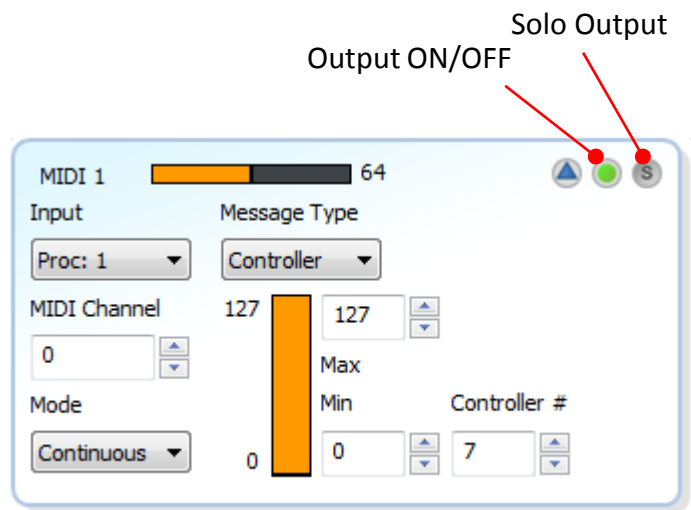 Solo Output
Output ON/OFF
MIDI 1 64 S
Input Message Type
Proc: 1 Controller
MIDI Channel 127 127
0 Max
Mode Min Controller #
Continuous 0 0 7